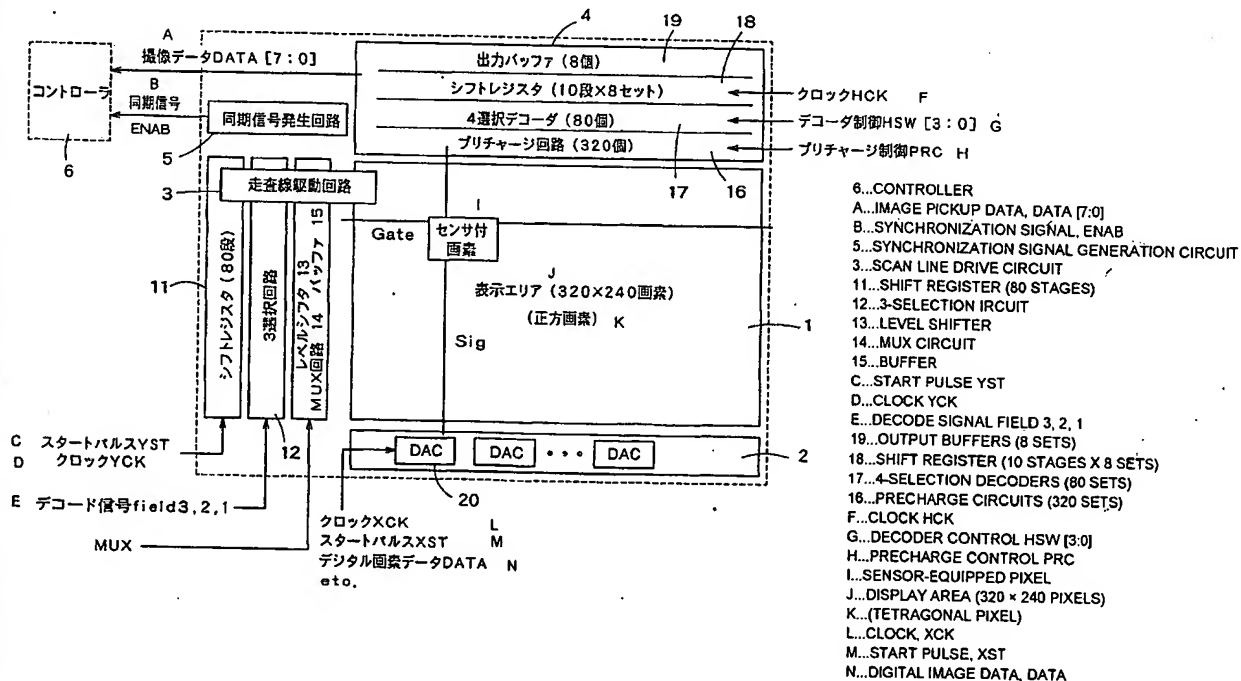 A
撮像データDATA [7:0]
B
同期信号
ENAB
コントローラ
6
同期信号発生回路
5
4
19
18
出力バッファ (8個)
シフトレジスタ (10段×8セット)
4選択デコーダ (80個)
プリチャージ回路 (320個)
17
16
クロックHCK F
デコーダ制御HSW [3:0] G
プリチャージ制御PRC H
3
走査線駆動回路
11
シフトレジスタ (80段)
3選択回路
12
レベルシフタ 13
MUX回路 14 バッファ 15
Gate
I
センサ付
画素
J
表示エリア (320×240画素)
(正方画素) K
Sig
1
C スタートパルスYST
D クロックYCK
E デコード信号field3,2,1
MUX
DAC
DAC
•••
DAC
2
20
クロックXCK L
スタートパルスXST M
デジタル画素データDATA N
etc.
6...CONTROLLER
A...IMAGE PICKUP DATA, DATA [7:0]
B...SYNCHRONIZATION SIGNAL, ENAB
5...SYNCHRONIZATION SIGNAL GENERATION CIRCUIT
3...SCAN LINE DRIVE CIRCUIT
11...SHIFT REGISTER (80 STAGES)
12...3-SELECTION IRCUIT
13...LEVEL SHIFTER
14...MUX CIRCUIT
15...BUFFER
C...START PULSE YST
D...CLOCK YCK
E...DECODE SIGNAL FIELD 3, 2, 1
19...OUTPUT BUFFERS (8 SETS)
18...SHIFT REGISTER (10 STAGES X 8 SETS)
17...4-SELECTION DECODERS (80 SETS)
16...PRECHARGE CIRCUITS (320 SETS)
F...CLOCK HCK
G...DECODER CONTROL HSW [3:0]
H...PRECHARGE CONTROL PRC
I...SENSOR-EQUIPPED PIXEL
J...DISPLAY AREA (320 × 240 PIXELS)
K...(TETRAGONAL PIXEL)
L...CLOCK, XCK
M...START PULSE, XST
N...DIGITAL IMAGE DATA, DATA